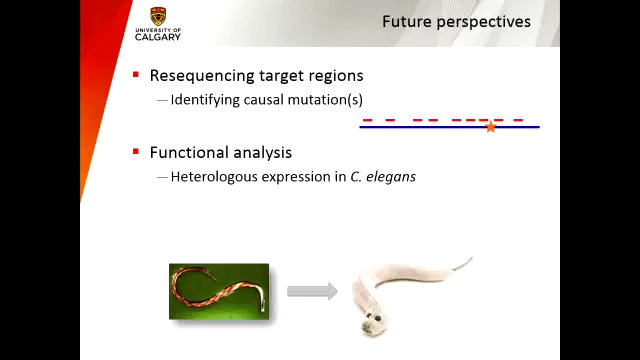 UNIVERSITY OF
CALGARY
Future perspectives
Resequencing target regions
— Identifying causal mutation(s)
Functional analysis
— Heterologous expression in C. elegans